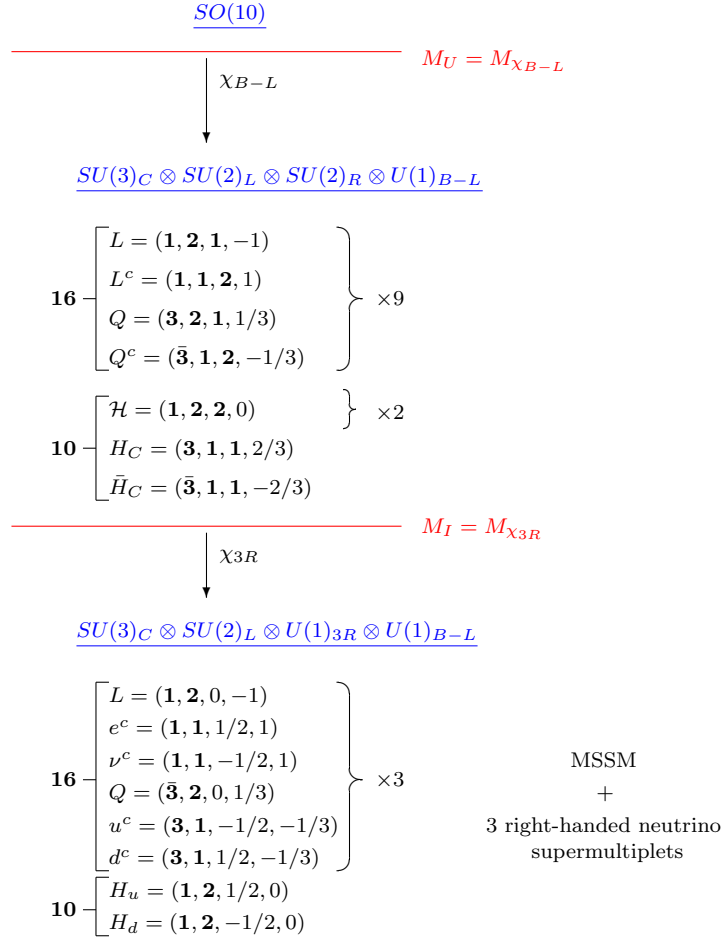 SO(10)
M_U = M_{χ_{B−L}}
χ_{B−L}
SU(3)_C ⊗ SU(2)_L ⊗ SU(2)_R ⊗ U(1)_{B−L}
L = (1, 2, 1, −1)
L^c = (1, 1, 2, 1)
16
×9
Q = (3, 2, 1, 1/3)
Q^c = (3̄, 1, 2, −1/3)
ℋ = (1, 2, 2, 0)
×2
10
H_C = (3, 1, 1, 2/3)
H̄_C = (3̄, 1, 1, −2/3)
M_I = M_{χ_{3R}}
χ_{3R}
SU(3)_C ⊗ SU(2)_L ⊗ U(1)_{3R} ⊗ U(1)_{B−L}
L = (1, 2, 0, −1)
e^c = (1, 1, 1/2, 1)
ν^c = (1, 1, −1/2, 1)
16
×3
Q = (3̄, 2, 0, 1/3)
u^c = (3, 1, −1/2, −1/3)
d^c = (3, 1, 1/2, −1/3)
MSSM
+
3 right-handed neutrino
supermultiplets
H_u = (1, 2, 1/2, 0)
10
H_d = (1, 2, −1/2, 0)